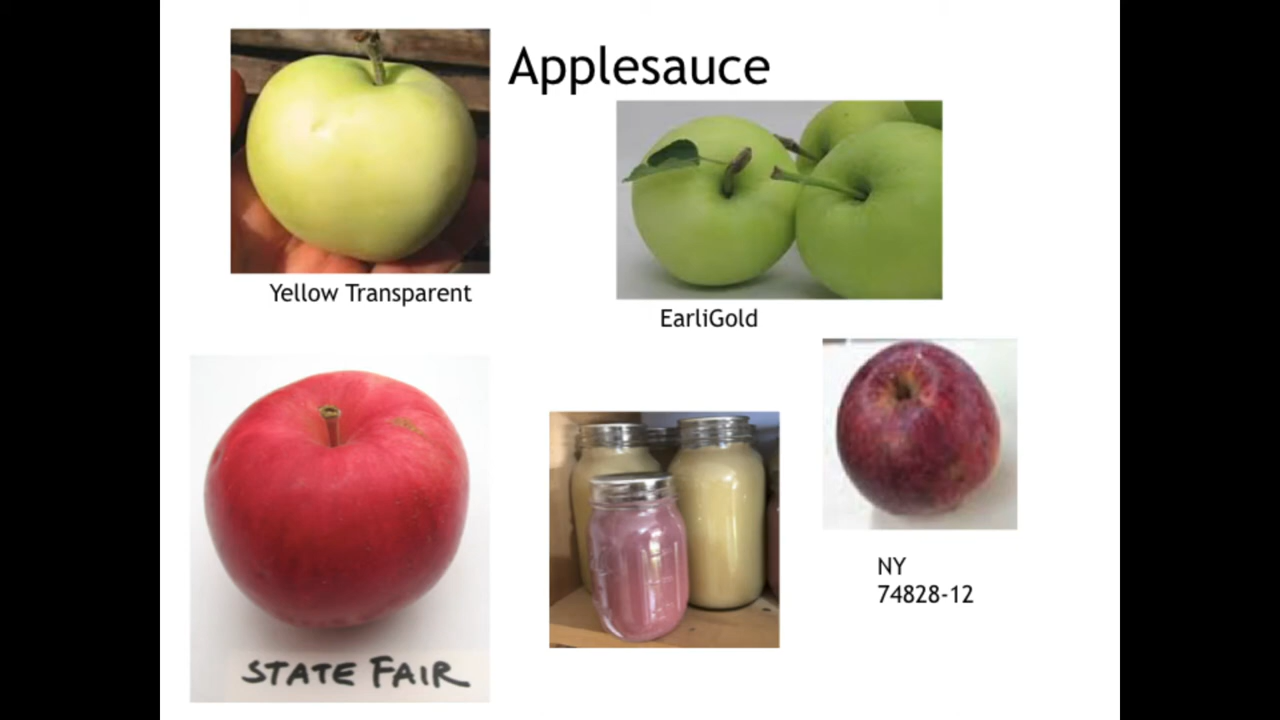 Applesauce
Yellow Transparent
EarliGold
STATE FAIR
NY
74828-12